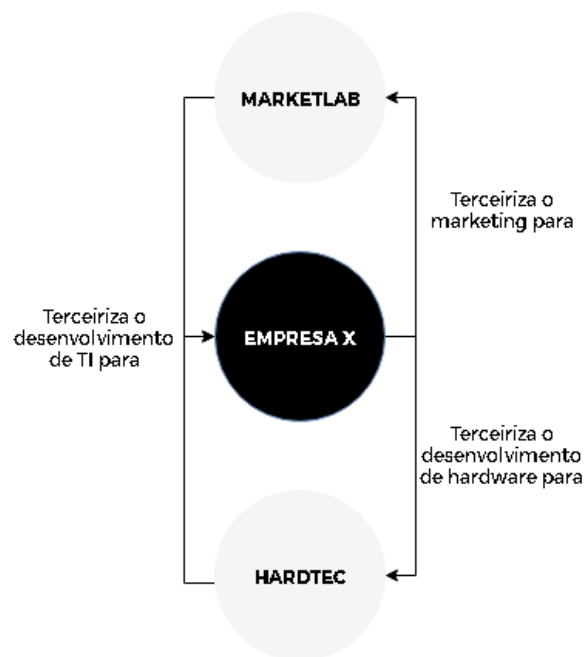 MARKETLAB
Terceiriza o
marketing para
Terceiriza o
desenvolvimento
de TI para
EMPRESA X
Terceiriza o
desenvolvimento
de hardware para
HARDTEC